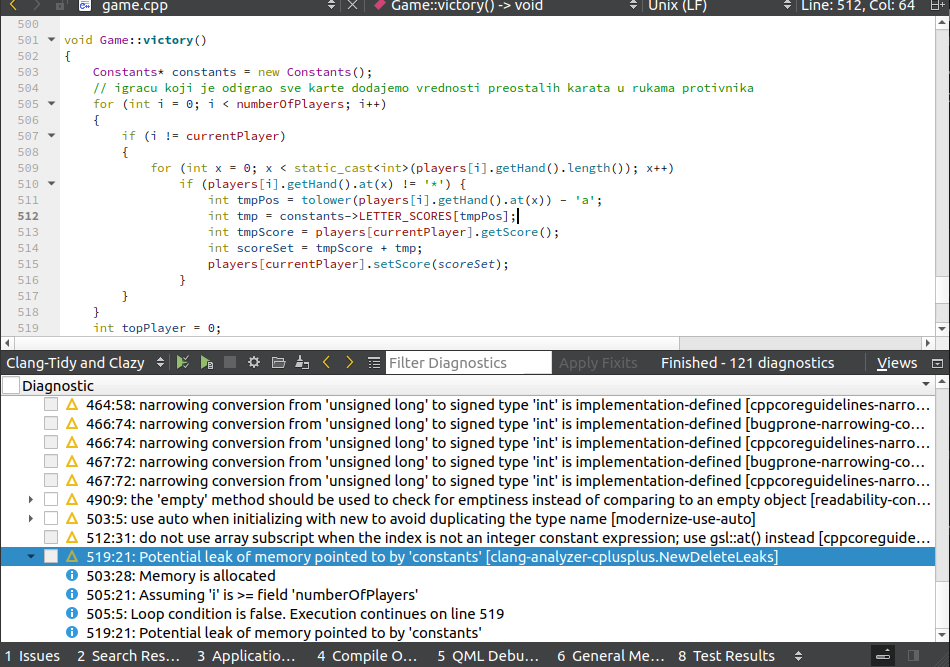 game.cpp Game::victory() -> void Unix (LF) Line: 512, Col: 64
500
501 void Game::victory()
502 {
503 Constants* constants = new Constants();
504 // igracu koji je odigrao sve karte dodajemo vrednosti preostalih karata u rukama protivnika
505 for (int i = 0; i < numberOfPlayers; i++)
506 {
507 if (i != currentPlayer)
508 {
509 for (int x = 0; x < static_cast<int>(players[i].getHand().length()); x++)
510 if (players[i].getHand().at(x) != '*') {
511 int tmpPos = tolower(players[i].getHand().at(x)) - 'a';
512 int tmp = constants->LETTER_SCORES[tmpPos];
513 int tmpScore = players[currentPlayer].getScore();
514 int scoreSet = tmpScore + tmp;
515 players[currentPlayer].setScore(scoreSet);
516 }
517 }
518 }
519 int topPlayer = 0;
Clang-Tidy and Clazy Filter Diagnostics Apply Fixits Finished - 121 diagnostics Views
Diagnostic
464:58: narrowing conversion from 'unsigned long' to signed type 'int' is implementation-defined [cppcoreguidelines-narro...
466:74: narrowing conversion from 'unsigned long' to signed type 'int' is implementation-defined [bugprone-narrowing-co...
466:74: narrowing conversion from 'unsigned long' to signed type 'int' is implementation-defined [cppcoreguidelines-narro...
467:72: narrowing conversion from 'unsigned long' to signed type 'int' is implementation-defined [bugprone-narrowing-co...
467:72: narrowing conversion from 'unsigned long' to signed type 'int' is implementation-defined [cppcoreguidelines-narro...
490:9: the 'empty' method should be used to check for emptiness instead of comparing to an empty object [readability-con...
503:5: use auto when initializing with new to avoid duplicating the type name [modernize-use-auto]
512:31: do not use array subscript when the index is not an integer constant expression; use gsl::at() instead [cppcoreguide...
519:21: Potential leak of memory pointed to by 'constants' [clang-analyzer-cplusplus.NewDeleteLeaks]
503:28: Memory is allocated
505:21: Assuming 'i' is >= field 'numberOfPlayers'
505:5: Loop condition is false. Execution continues on line 519
519:21: Potential leak of memory pointed to by 'constants'
1 Issues 2 Search Res... 3 Applicatio... 4 Compile O... 5 QML Debu... 6 General Me... 8 Test Results